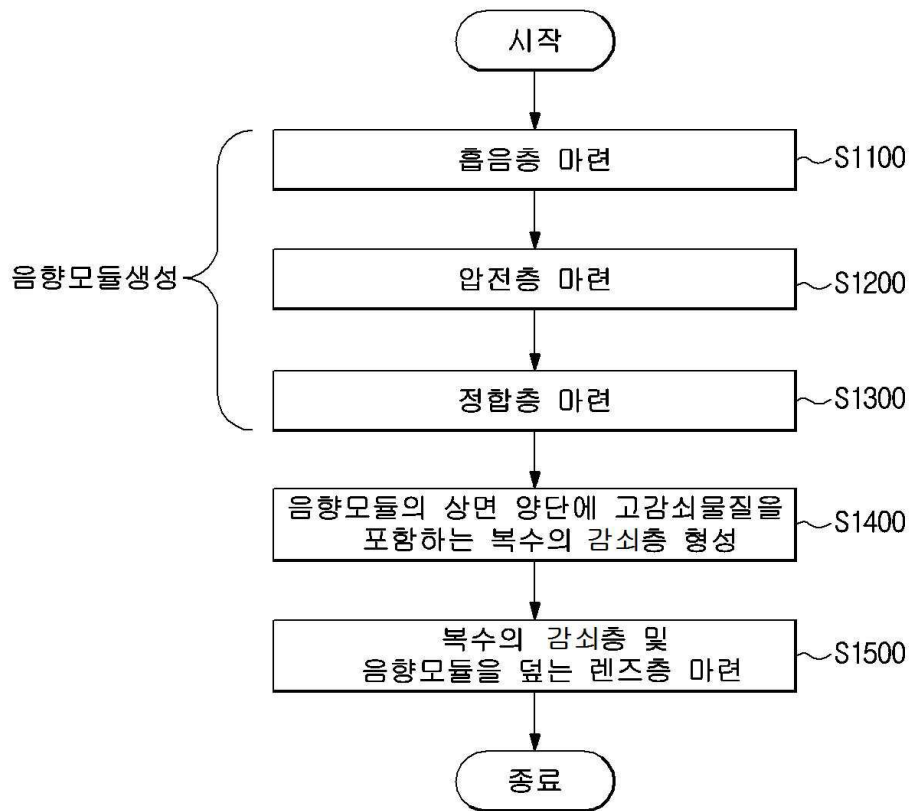 시작
흡음층 마련
S1100
음향모듈생성
압전층 마련
S1200
정합층 마련
S1300
음향모듈의 상면 양단에 고감쇠물질을
포함하는 복수의 감쇠층 형성
S1400
복수의 감쇠층 및
음향모듈을 덮는 렌즈층 마련
S1500
종료